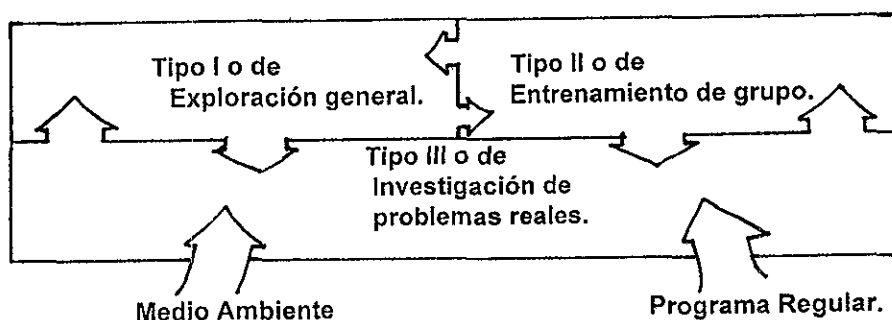 Tipo I o de
Exploración general.
Tipo II o de
Entrenamiento de grupo.
Tipo III o de
Investigación de
problemas reales.
Medio Ambiente
Programa Regular.